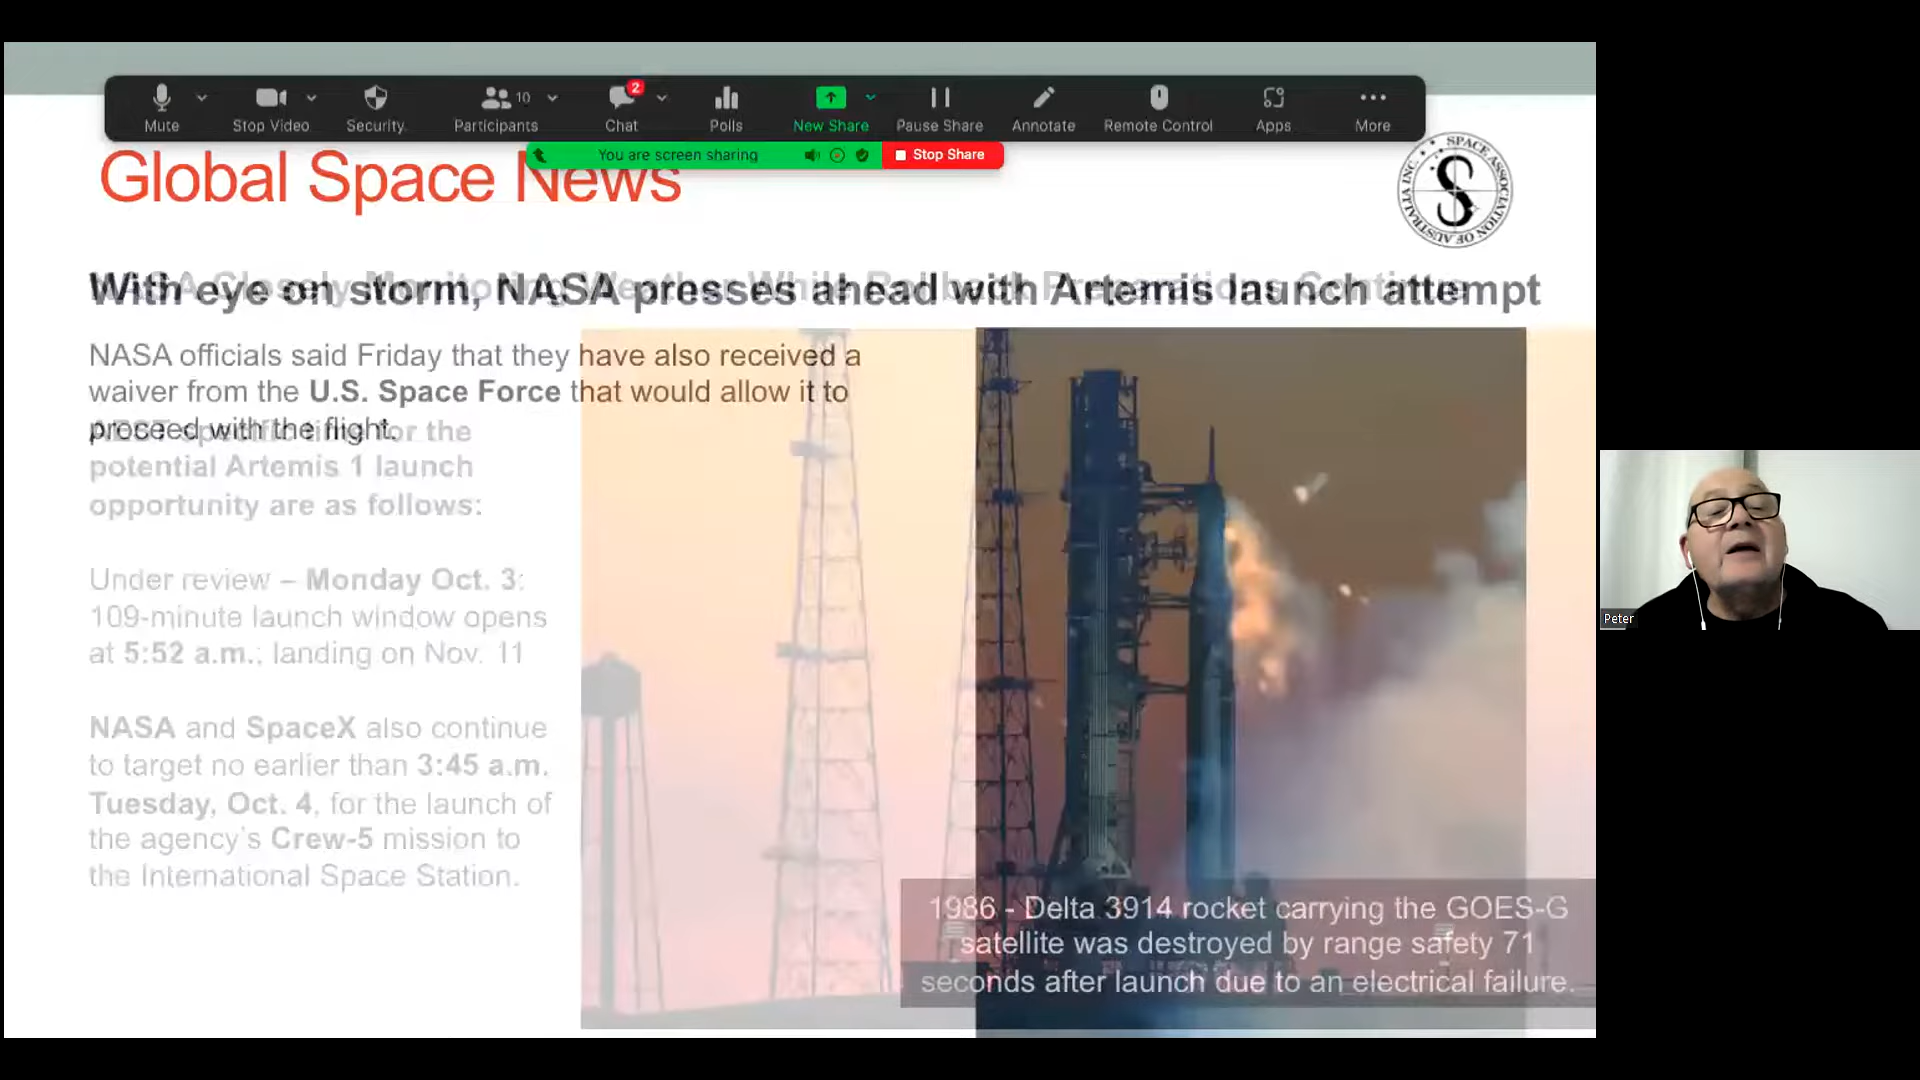 Mute
Stop Video
Security
10
Participants
2
Chat
Polls
New Share
Pause Share
Annotate
Remote Control
Apps
More
You are screen sharing
Stop Share
Global Space News
SPACE ASSOCIATION OF AUSTRALIA INC.
With eye on storm, NASA presses ahead with Artemis launch attempt
NASA Closely Monitoring Weather While Rollback Preparations Continue
NASA officials said Friday that they have also received a
waiver from the U.S. Space Force that would allow it to
proceed with the flight.
AEST specific time for the
potential Artemis 1 launch
opportunity are as follows:
Under review – Monday Oct. 3:
109-minute launch window opens
at 5:52 a.m.; landing on Nov. 11
NASA and SpaceX also continue
to target no earlier than 3:45 a.m.
Tuesday, Oct. 4, for the launch of
the agency's Crew-5 mission to
the International Space Station.
1986 - Delta 3914 rocket carrying the GOES-G
satellite was destroyed by range safety 71
seconds after launch due to an electrical failure.
Peter